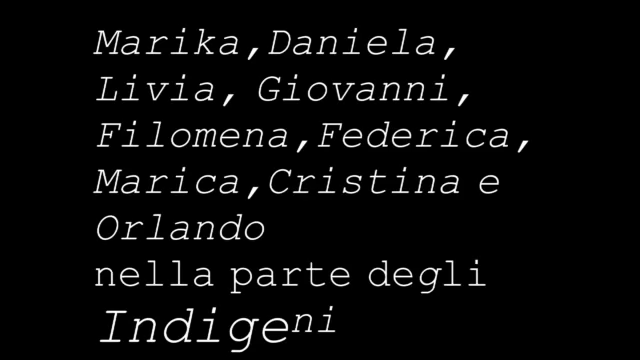 Marika,Daniela,
Livia, Giovanni,
Filomena,Federica,
Marica,Cristina e
Orlando
nella parte degli
Indigeni